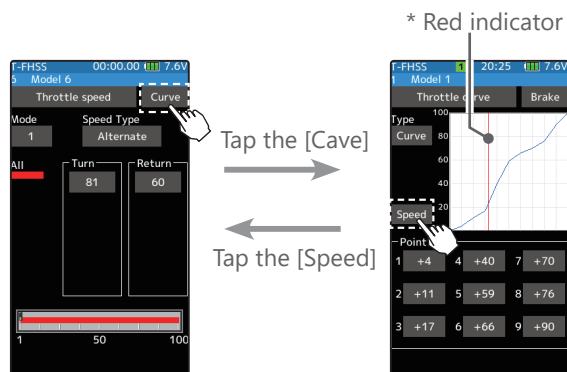 * Red indicator
T-FHSS 00:00.00 7.6V
6 Model 6
Throttle speed Curve
Mode Speed Type
1 Alternate
All Turn Return
81 60
1 50 100
Tap the [Cave]
Tap the [Speed]
T-FHSS 1 20:25 7.6V
1 Model 1
Throttle curve Brake
Type
Curve
100
80
60
40
20
Speed
Point
1 +4 4 +40 7 +70
2 +11 5 +59 8 +76
3 +17 6 +66 9 +90